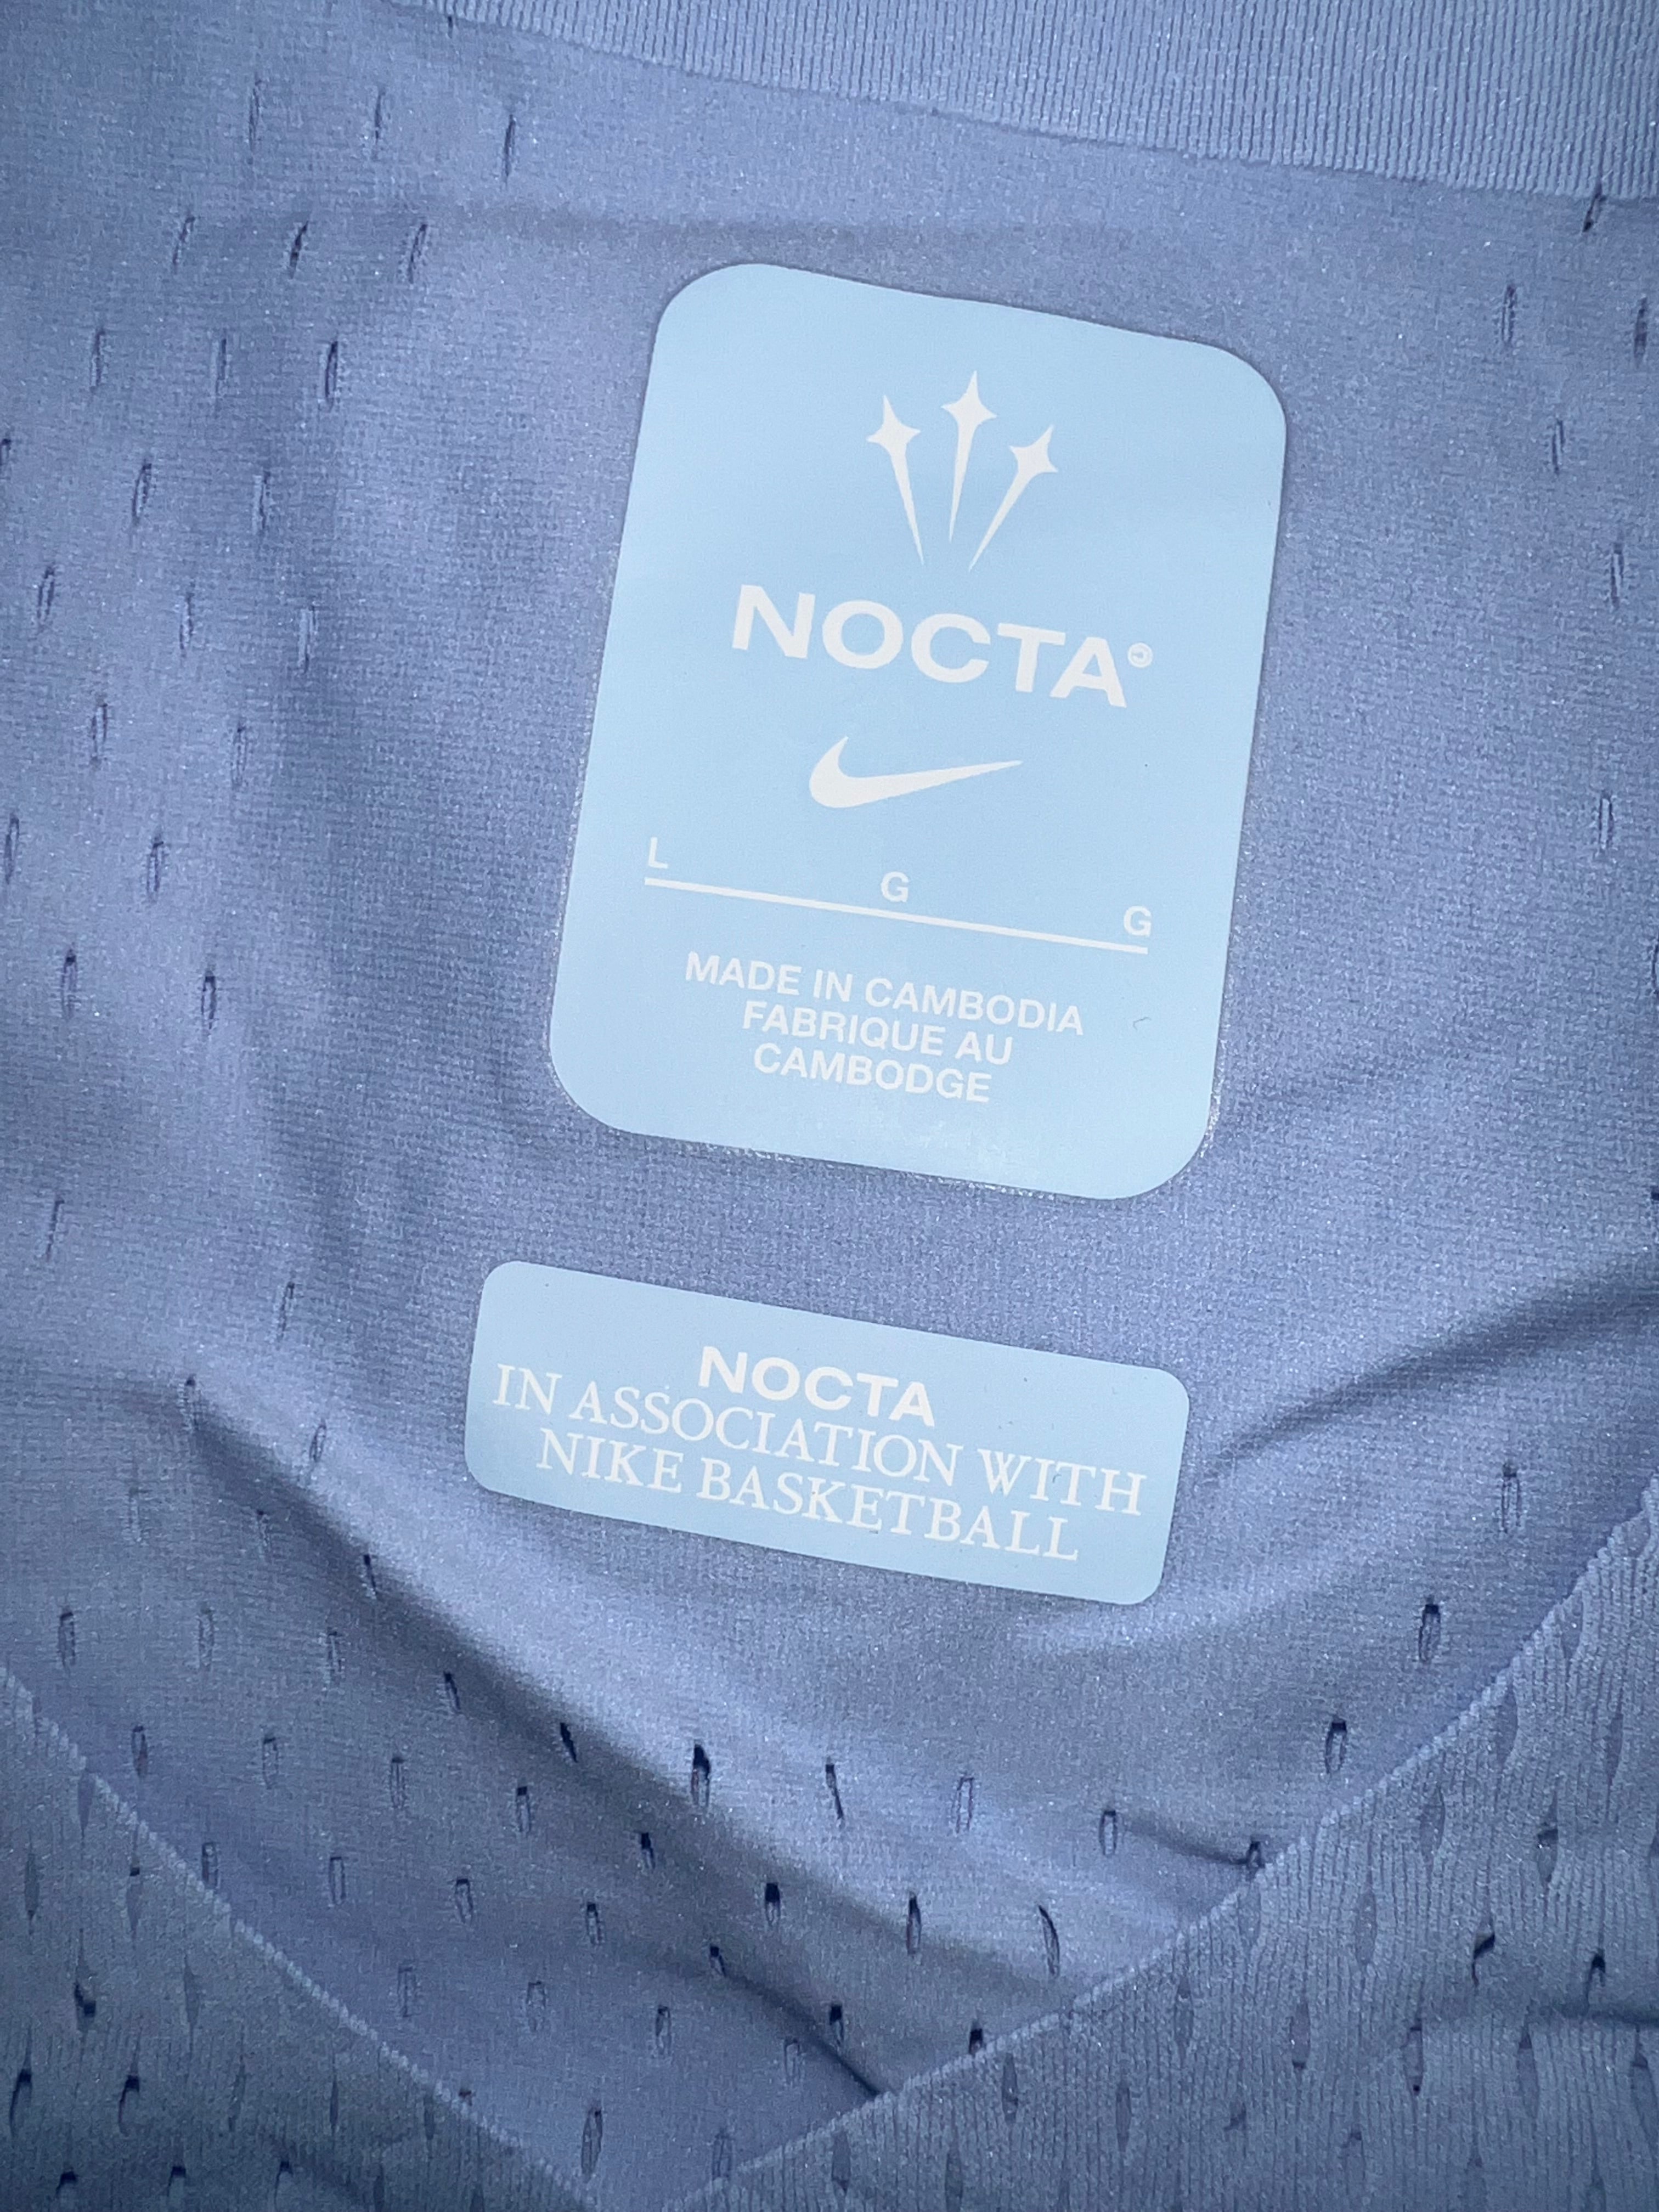 NOCTA©
L G G
MADE IN CAMBODIA
FABRIQUE AU
CAMBODGE
NOCTA
IN ASSOCIATION WITH
NIKE BASKETBALL